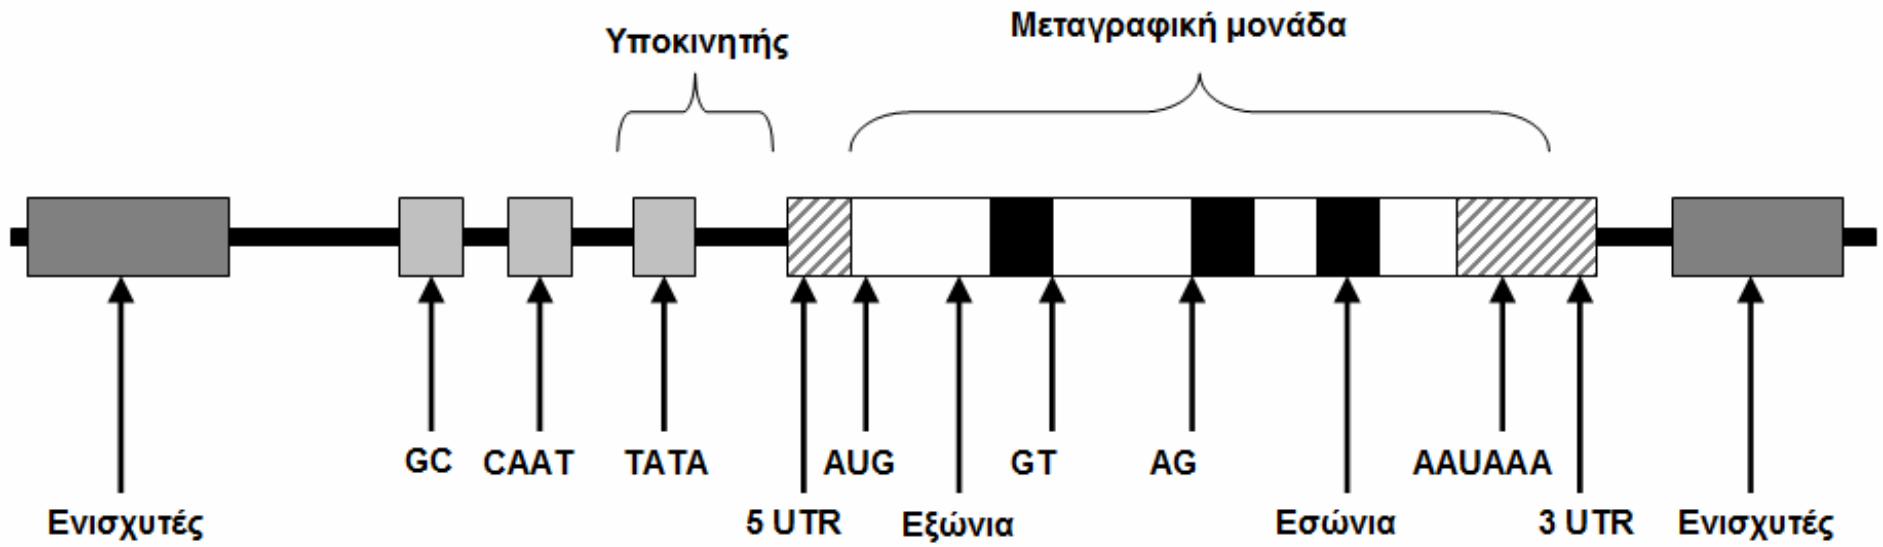 Υποκινητής
Μεταγραφική μονάδα
GC
CAAT
TATA
AUG
GT
AG
AAUAAA
Ενισχυτές
5 UTR
Εξώνια
Εσώνια
3 UTR
Ενισχυτές